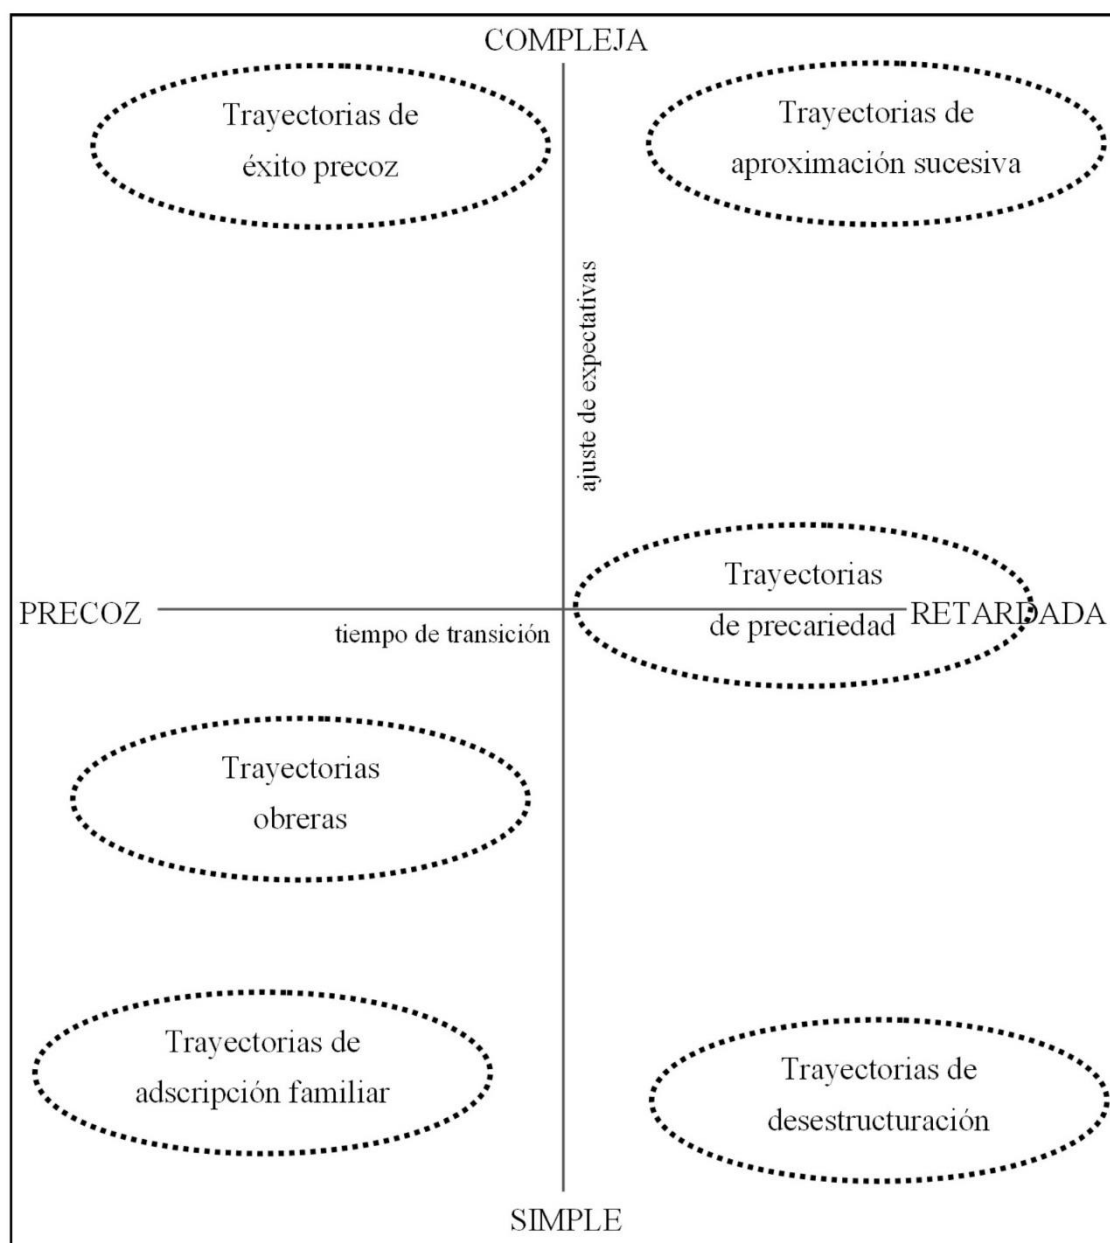 COMPLEJA
Trayectorias de
éxito precoz
Trayectorias de
aproximación sucesiva
ajuste de expectativas
Trayectorias
de precariedad
PRECOZ
RETARDADA
tiempo de transición
Trayectorias
obreras
Trayectorias de
adscripción familiar
Trayectorias de
desestructuración
SIMPLE